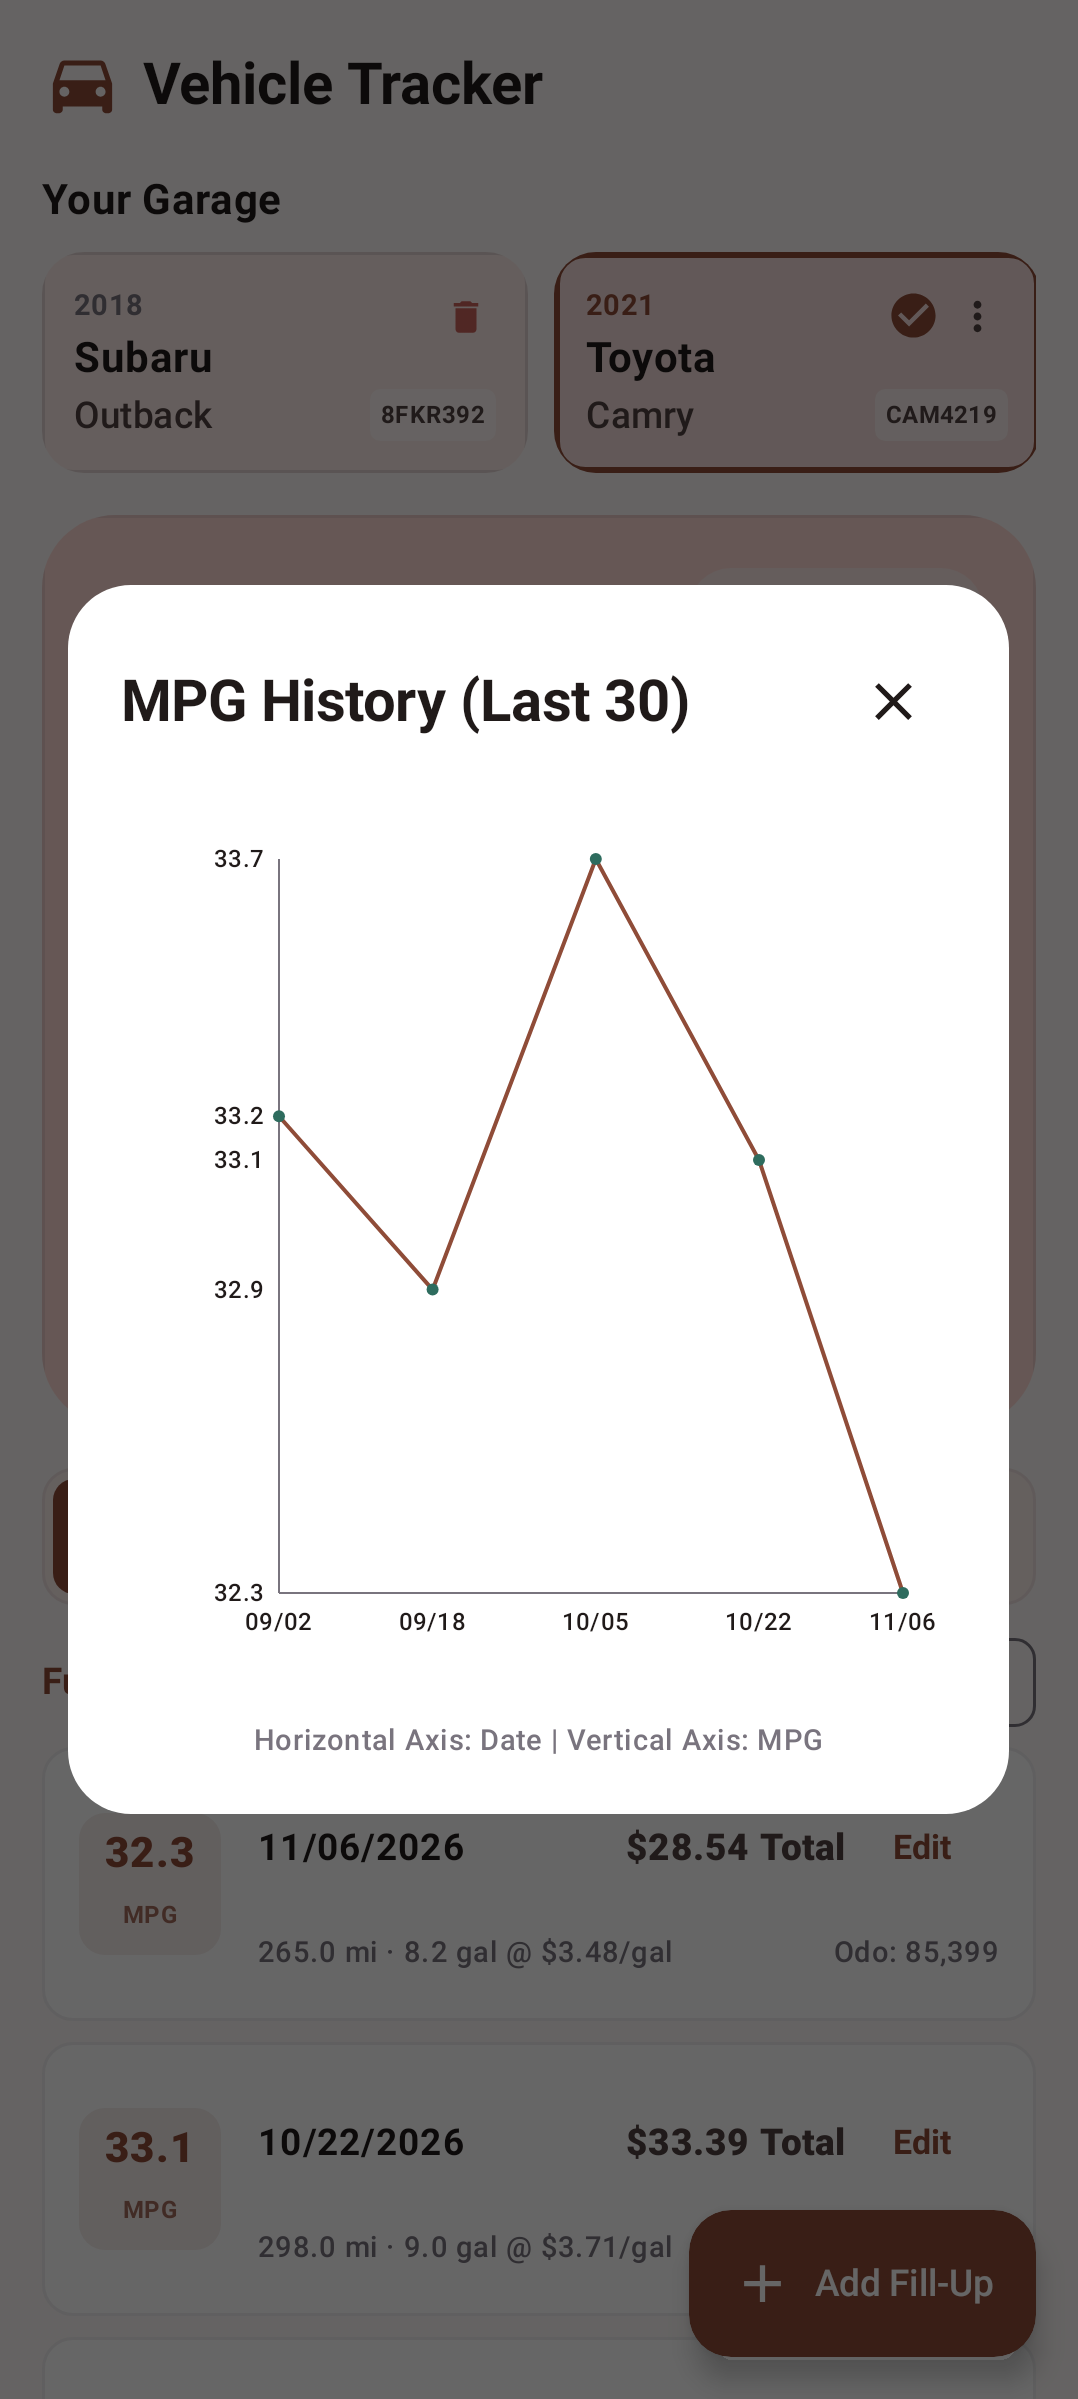 Vehicle Tracker
Your Garage
2018
Subaru
Outback
8FKR392
2021
Toyota
Camry
CAM4219
MPG History (Last 30)
33.7
33.2
33.1
32.9
32.3
09/02 09/18 10/05 10/22 11/06
Horizontal Axis: Date | Vertical Axis: MPG
32.3
MPG
11/06/2026
$28.54 Total
Edit
265.0 mi · 8.2 gal @ $3.48/gal
Odo: 85,399
33.1
MPG
10/22/2026
$33.39 Total
Edit
298.0 mi · 9.0 gal @ $3.71/gal
Add Fill-Up